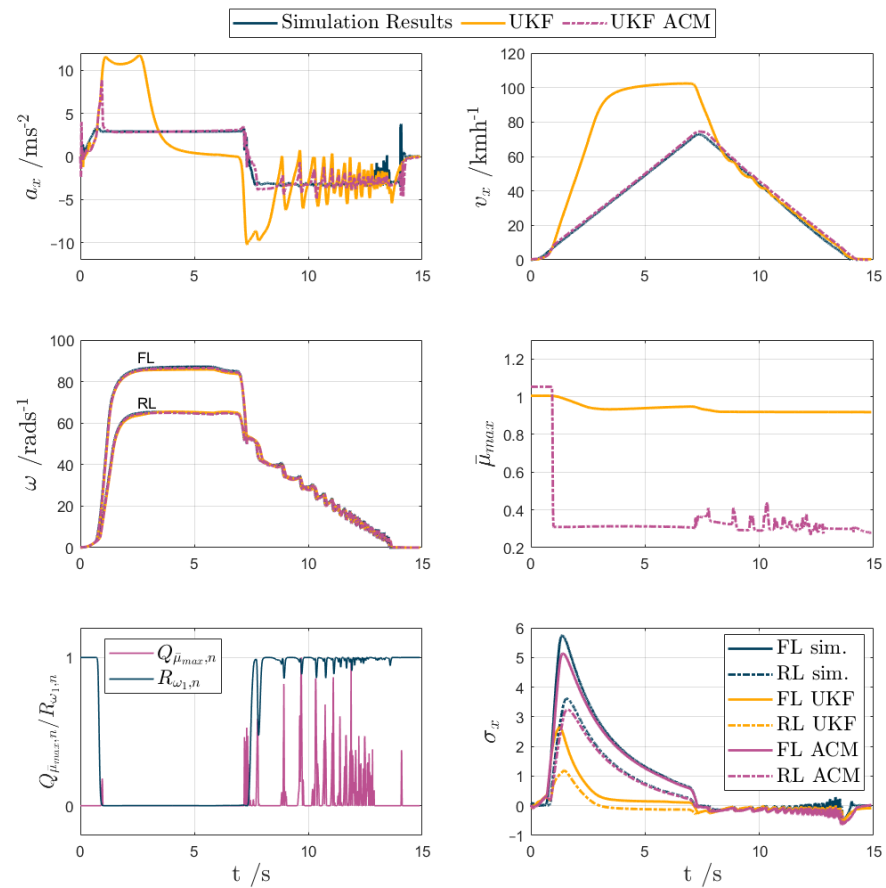 Simulation Results UKF UKF ACM
a_x /ms^-2
10
5
0
-5
-10
0 5 10 15
v_x /kmh^-1
120
100
80
60
40
20
0
0 5 10 15
ω /rads^-1
100
80
60
40
20
0
0 5 10 15
FL
RL
μ̄_max
1.2
1
0.8
0.6
0.4
0.2
0 5 10 15
Q_μ̄max,n/R_ω1,n
1
0
0 5 10 15
Q_μ̄max,n
R_ω1,n
t /s
σ_x
6
5
4
3
2
1
0
-1
0 5 10 15
FL sim.
RL sim.
FL UKF
RL UKF
FL ACM
RL ACM
t /s